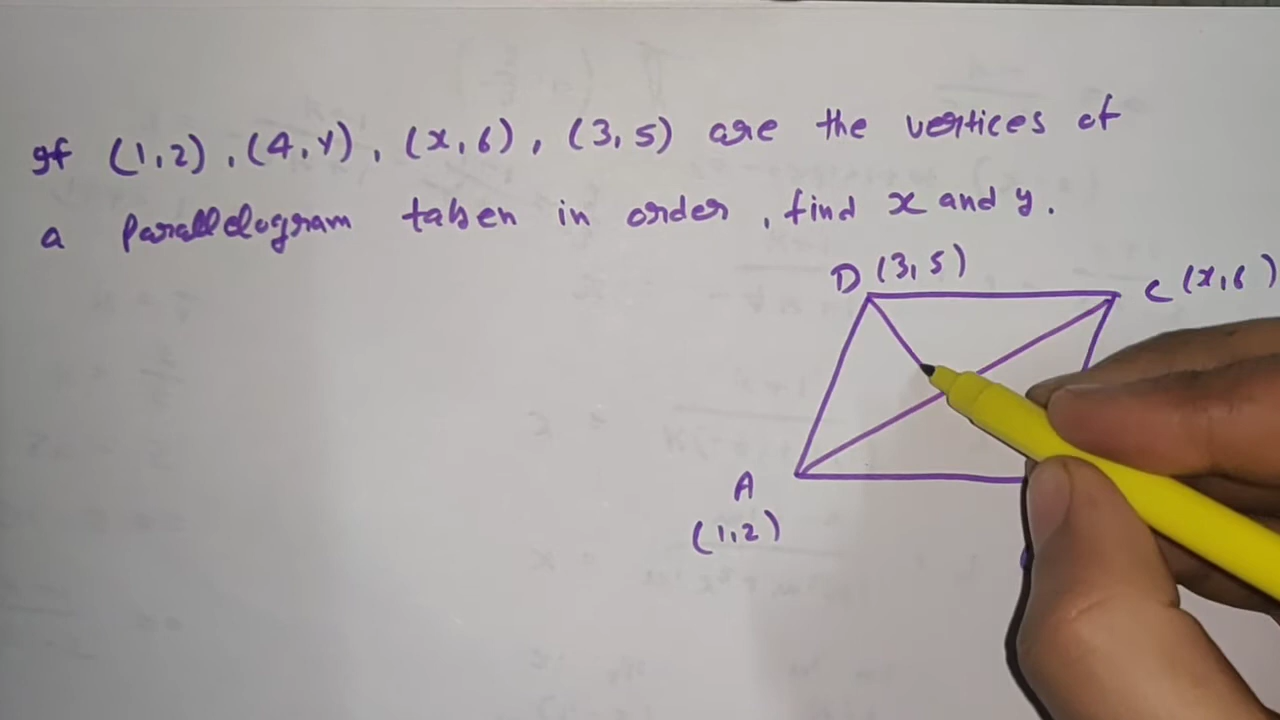 If (1,2), (4,y), (x,6), (3,5) are the vertices of
a parallelogram taken in order, find x and y.
D (3,5)
C (x,6)
A
(1,2)